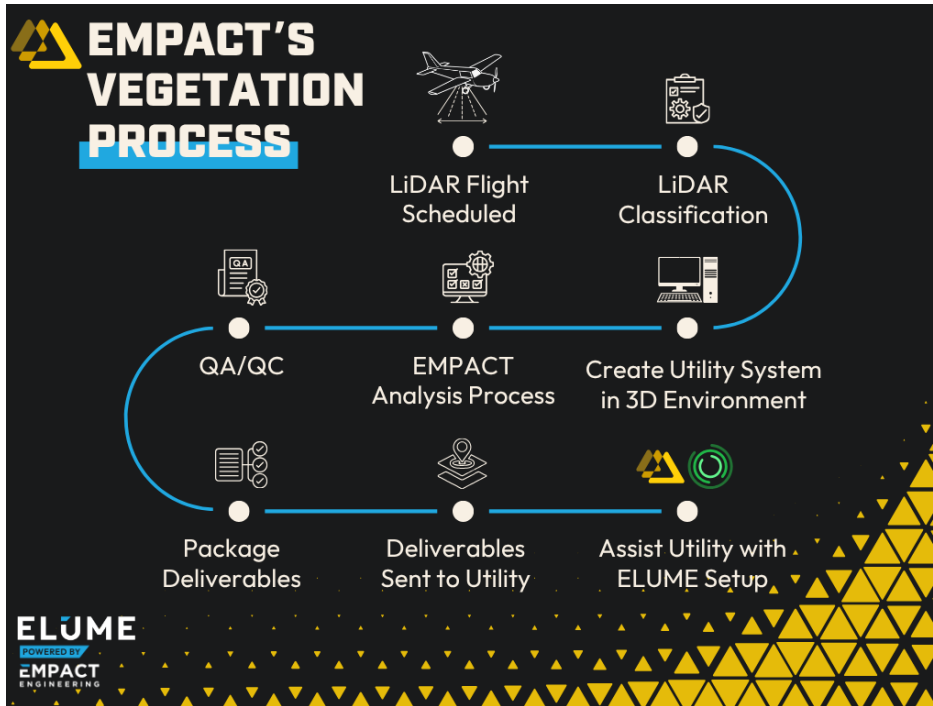 EMPACT'S
VEGETATION
PROCESS
LiDAR Flight
Scheduled
LiDAR
Classification
QA
QA/QC
EMPACT
Analysis Process
Create Utility System
in 3D Environment
Package
Deliverables
Deliverables
Sent to Utility
Assist Utility with
ELUME Setup
ELUME
POWERED BY
EMPACT
ENGINEERING